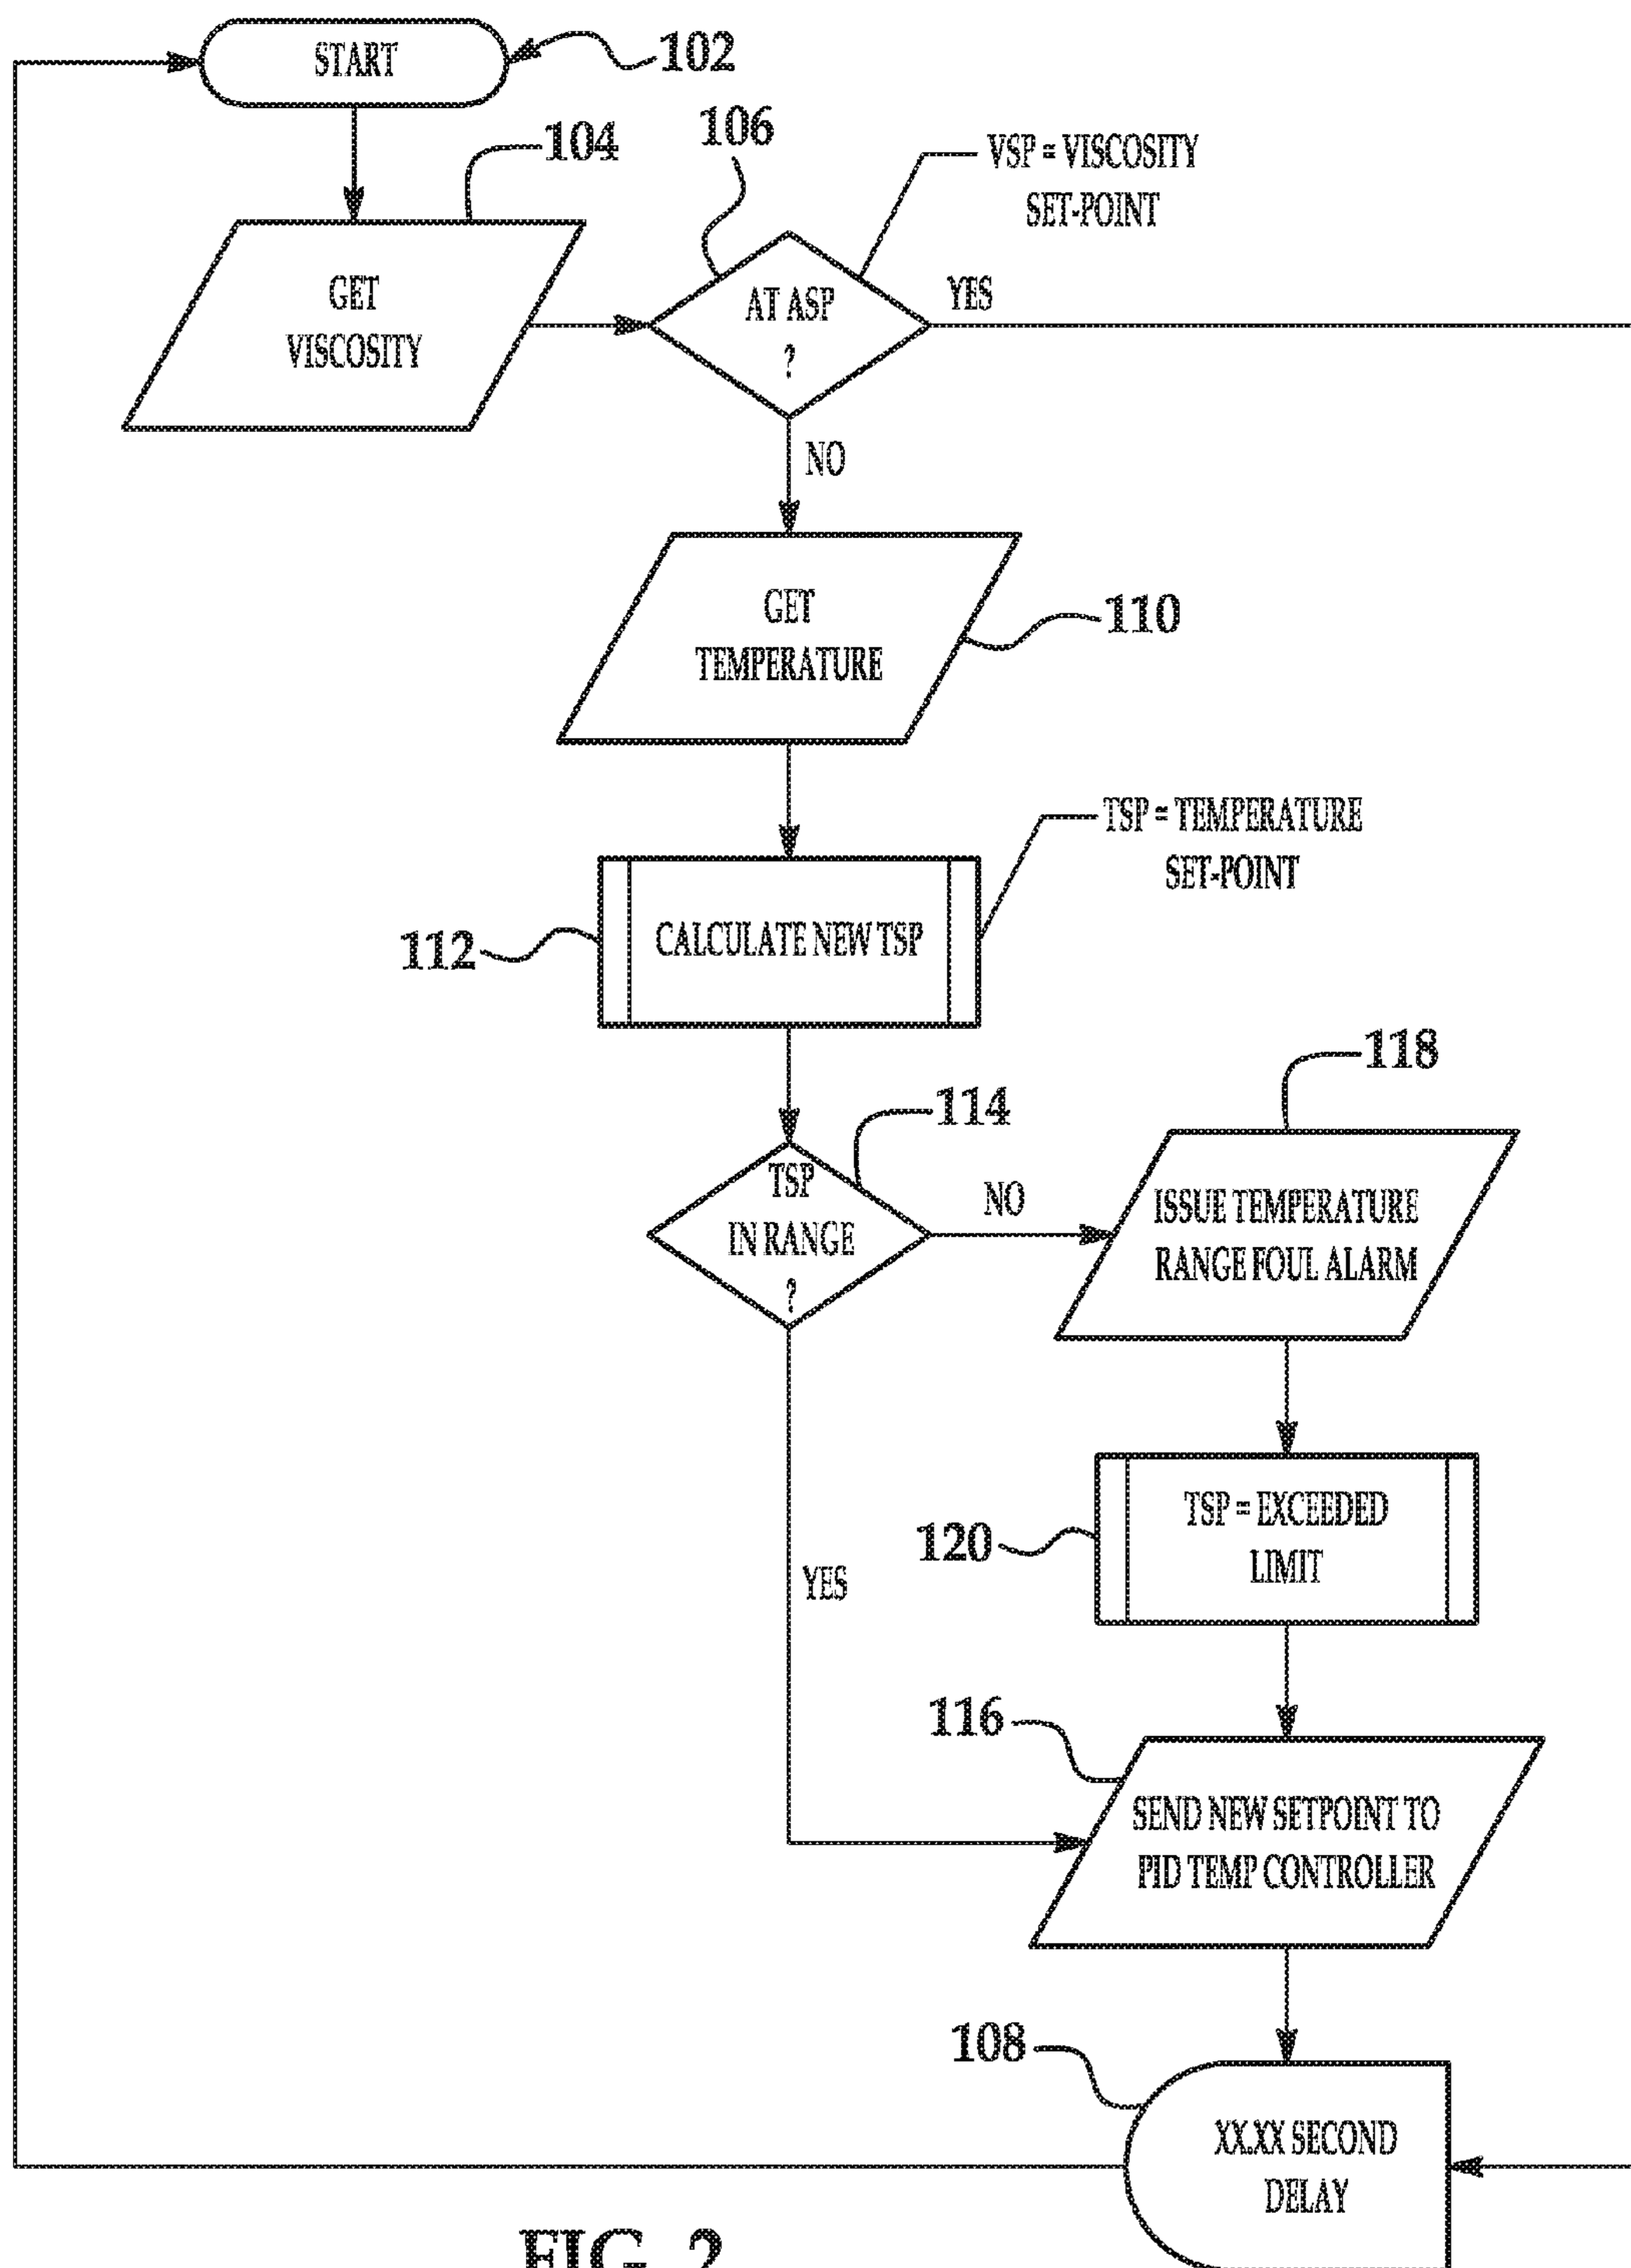 START
102
104
106
VSP = VISCOSITY
SET-POINT
GET
VISCOSITY
AT ASP
?
YES
NO
GET
TEMPERATURE
110
TSP = TEMPERATURE
SET-POINT
112
CALCULATE NEW TSP
118
114
TSP
IN RANGE
?
NO
ISSUE TEMPERATURE
RANGE FOUL ALARM
YES
120
TSP = EXCEEDED
LIMIT
116
SEND NEW SETPOINT TO
PID TEMP CONTROLLER
108
XX.XX SECOND
DELAY
FIG. 2